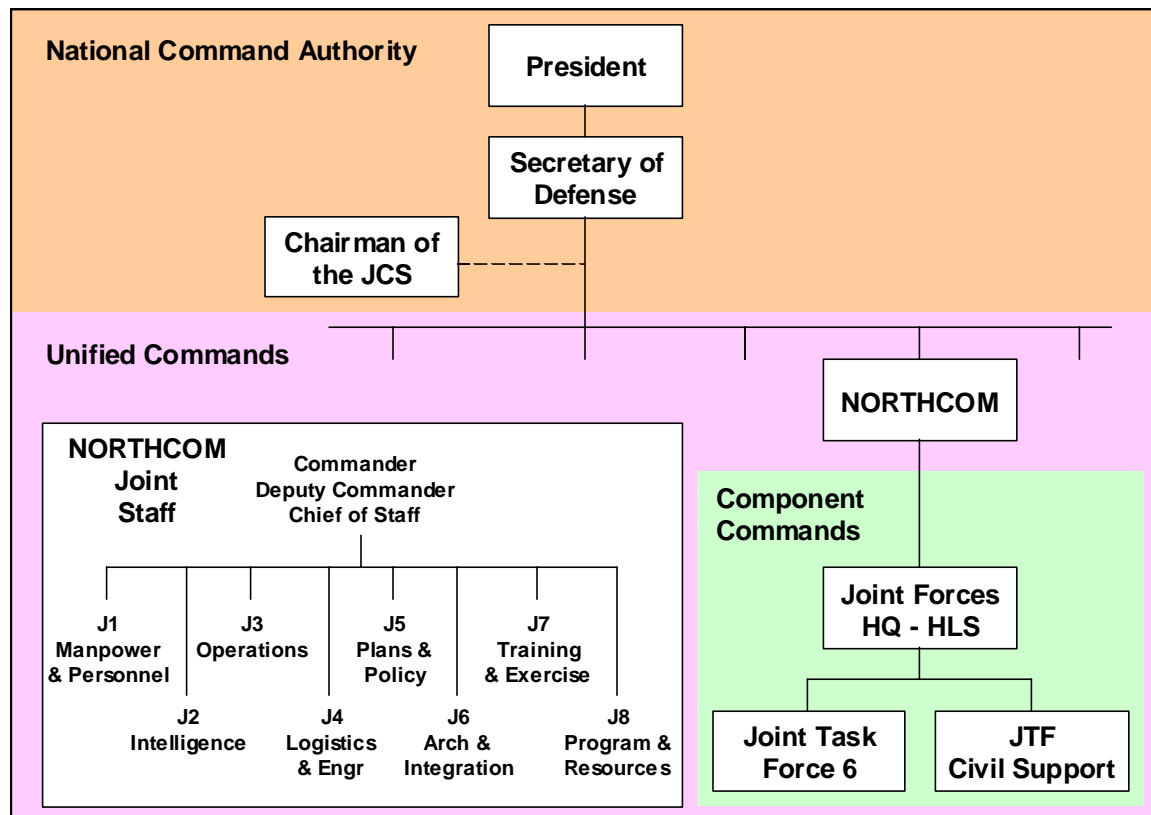 National Command Authority
President
Secretary of
Defense
Chairman of
the JCS
Unified Commands
NORTHCOM
NORTHCOM
Joint
Staff
Commander
Deputy Commander
Chief of Staff
J1
Manpower
& Personnel
J2
Intelligence
J3
Operations
J4
Logistics
& Engr
J5
Plans &
Policy
J6
Arch &
Integration
J7
Training
& Exercise
J8
Program &
Resources
Component
Commands
Joint Forces
HQ - HLS
Joint Task
Force 6
JTF
Civil Support